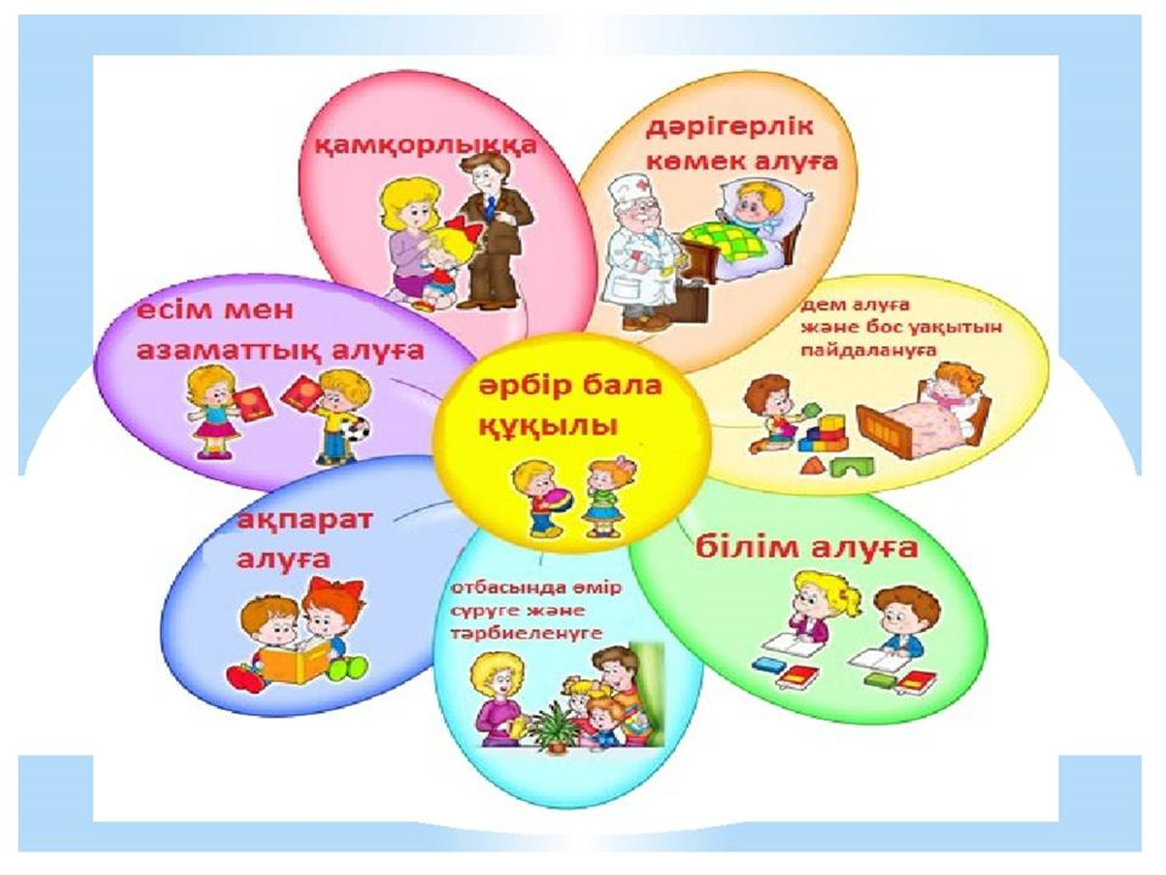 қамқорлыққа
дәрігерлік
көмек алуға
есім мен
азаматтық алуға
дем алуға
және бос уақытын
пайдалануға
әрбір бала
құқылы
ақпарат
алуға
білім алуға
отбасында өмір
сүруге және
тәрбиеленуге